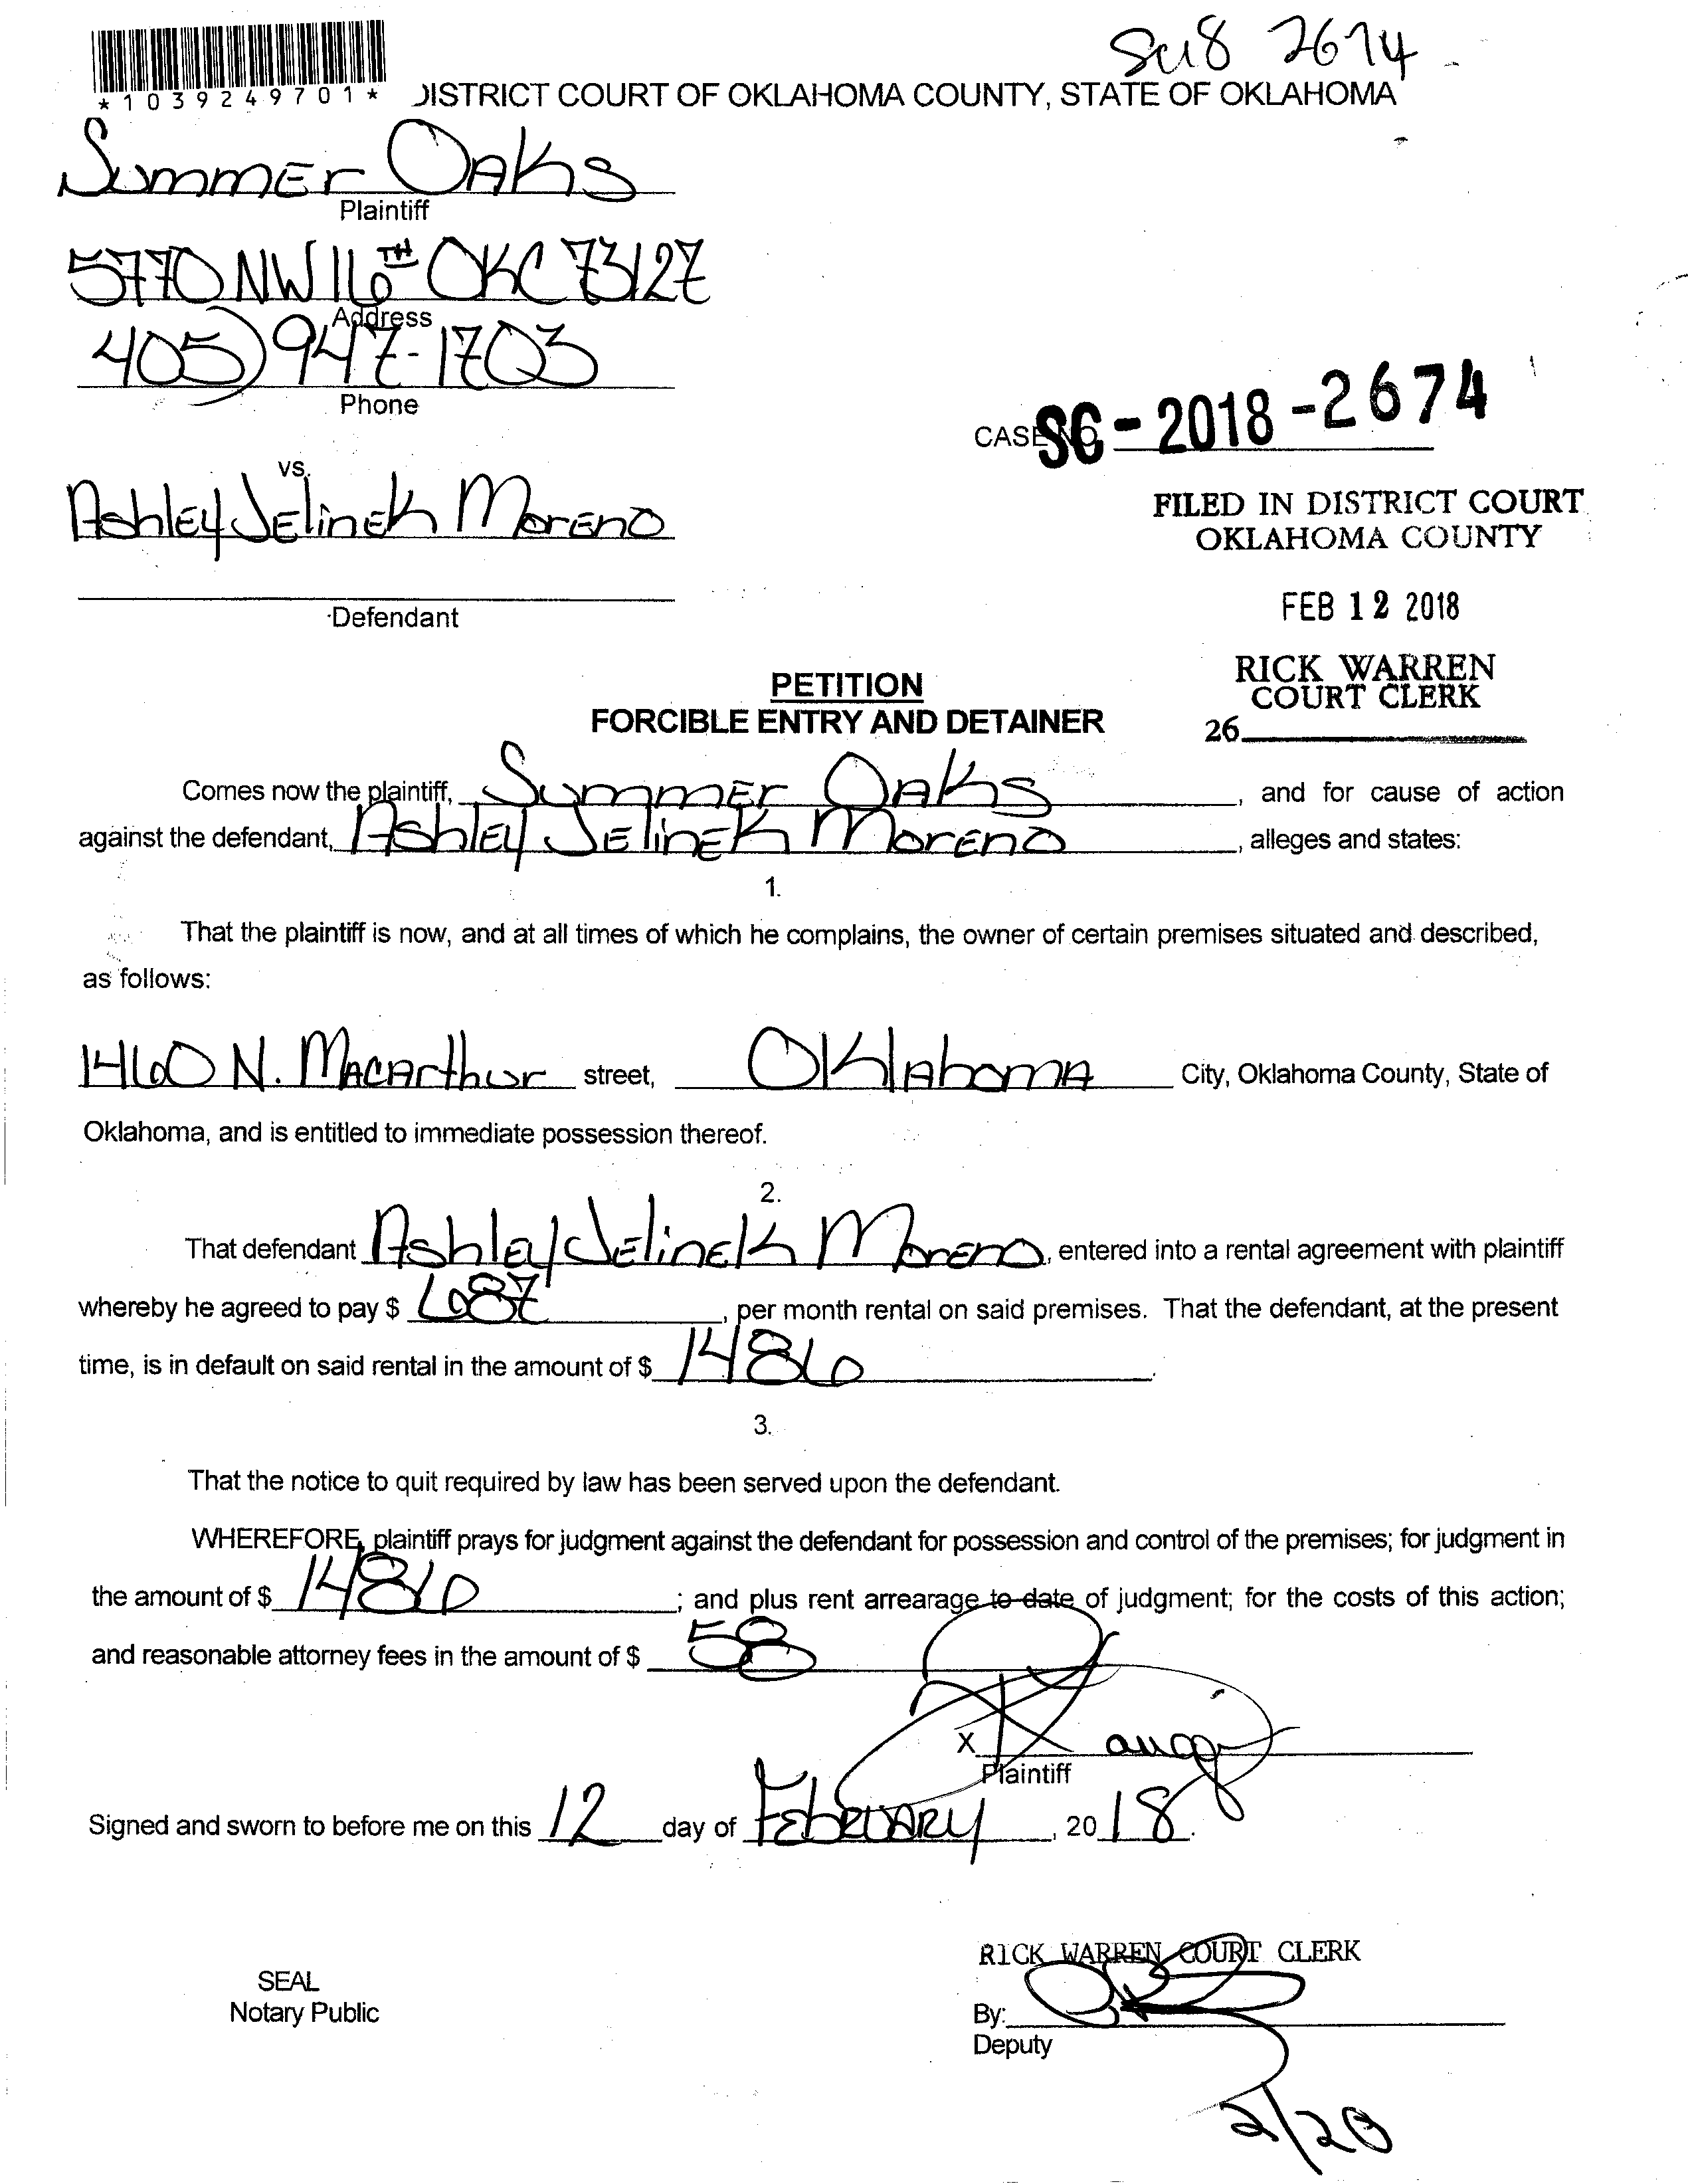 SC18 2674
*1039249701*
DISTRICT COURT OF OKLAHOMA COUNTY, STATE OF OKLAHOMA
Summer Oaks
Plaintiff
5770 NW 16TH OKC 73127
Address
405) 947-1703
Phone
CASE NO. SC-2018-2674
vs.
Ashley Jelinek Moreno
FILED IN DISTRICT COURT
OKLAHOMA COUNTY
Defendant
FEB 12 2018
RICK WARREN
COURT CLERK
26
PETITION
FORCIBLE ENTRY AND DETAINER
Comes now the plaintiff, Summer Oaks, and for cause of action
against the defendant, Ashley Jelinek Moreno, alleges and states:
1.
That the plaintiff is now, and at all times of which he complains, the owner of certain premises situated and described,
as follows:
1460 N. MacArthur street, Oklahoma City, Oklahoma County, State of
Oklahoma, and is entitled to immediate possession thereof.
2.
That defendant Ashley Jelinek Moreno, entered into a rental agreement with plaintiff
whereby he agreed to pay $ 687, per month rental on said premises. That the defendant, at the present
time, is in default on said rental in the amount of $ 1486.
3.
That the notice to quit required by law has been served upon the defendant.
WHEREFORE, plaintiff prays for judgment against the defendant for possession and control of the premises; for judgment in
the amount of $ 1486; and plus rent arrearage to date of judgment; for the costs of this action;
and reasonable attorney fees in the amount of $ 58
X
Plaintiff
Signed and sworn to before me on this 12 day of February, 2018.
RICK WARREN COURT CLERK
SEAL
Notary Public
By:
Deputy
2/20